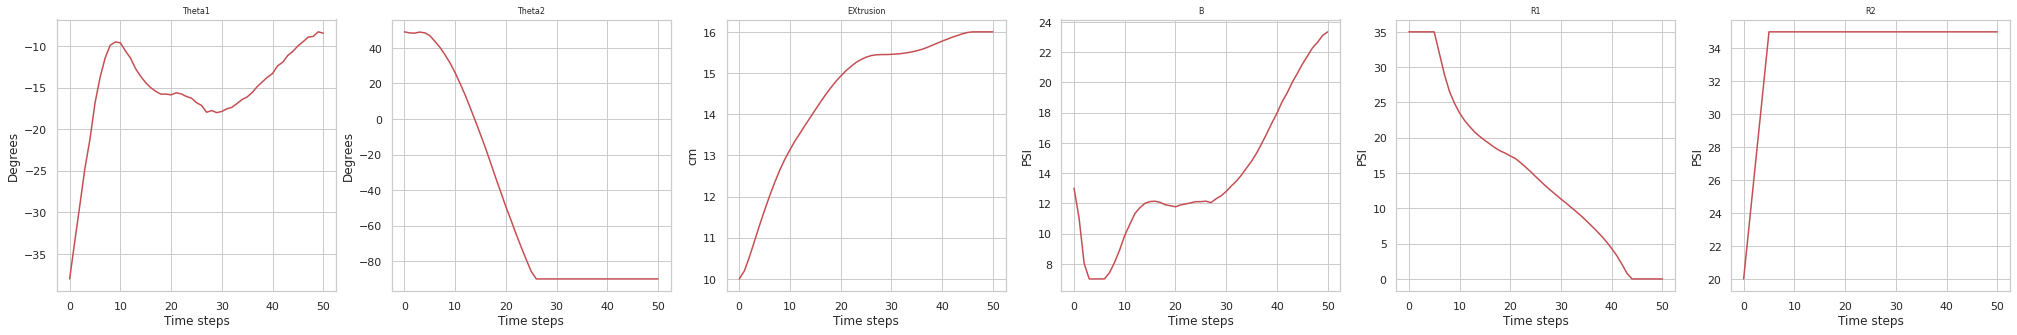 Theta1
Degrees
−10
−15
−20
−25
−30
−35
0 10 20 30 40 50
Time steps
Theta2
Degrees
40
20
0
−20
−40
−60
−80
0 10 20 30 40 50
Time steps
EXtrusion
cm
16
15
14
13
12
11
10
0 10 20 30 40 50
Time steps
B
PSI
24
22
20
18
16
14
12
10
8
0 10 20 30 40 50
Time steps
R1
PSI
35
30
25
20
15
10
5
0
0 10 20 30 40 50
Time steps
R2
PSI
34
32
30
28
26
24
22
20
0 10 20 30 40 50
Time steps